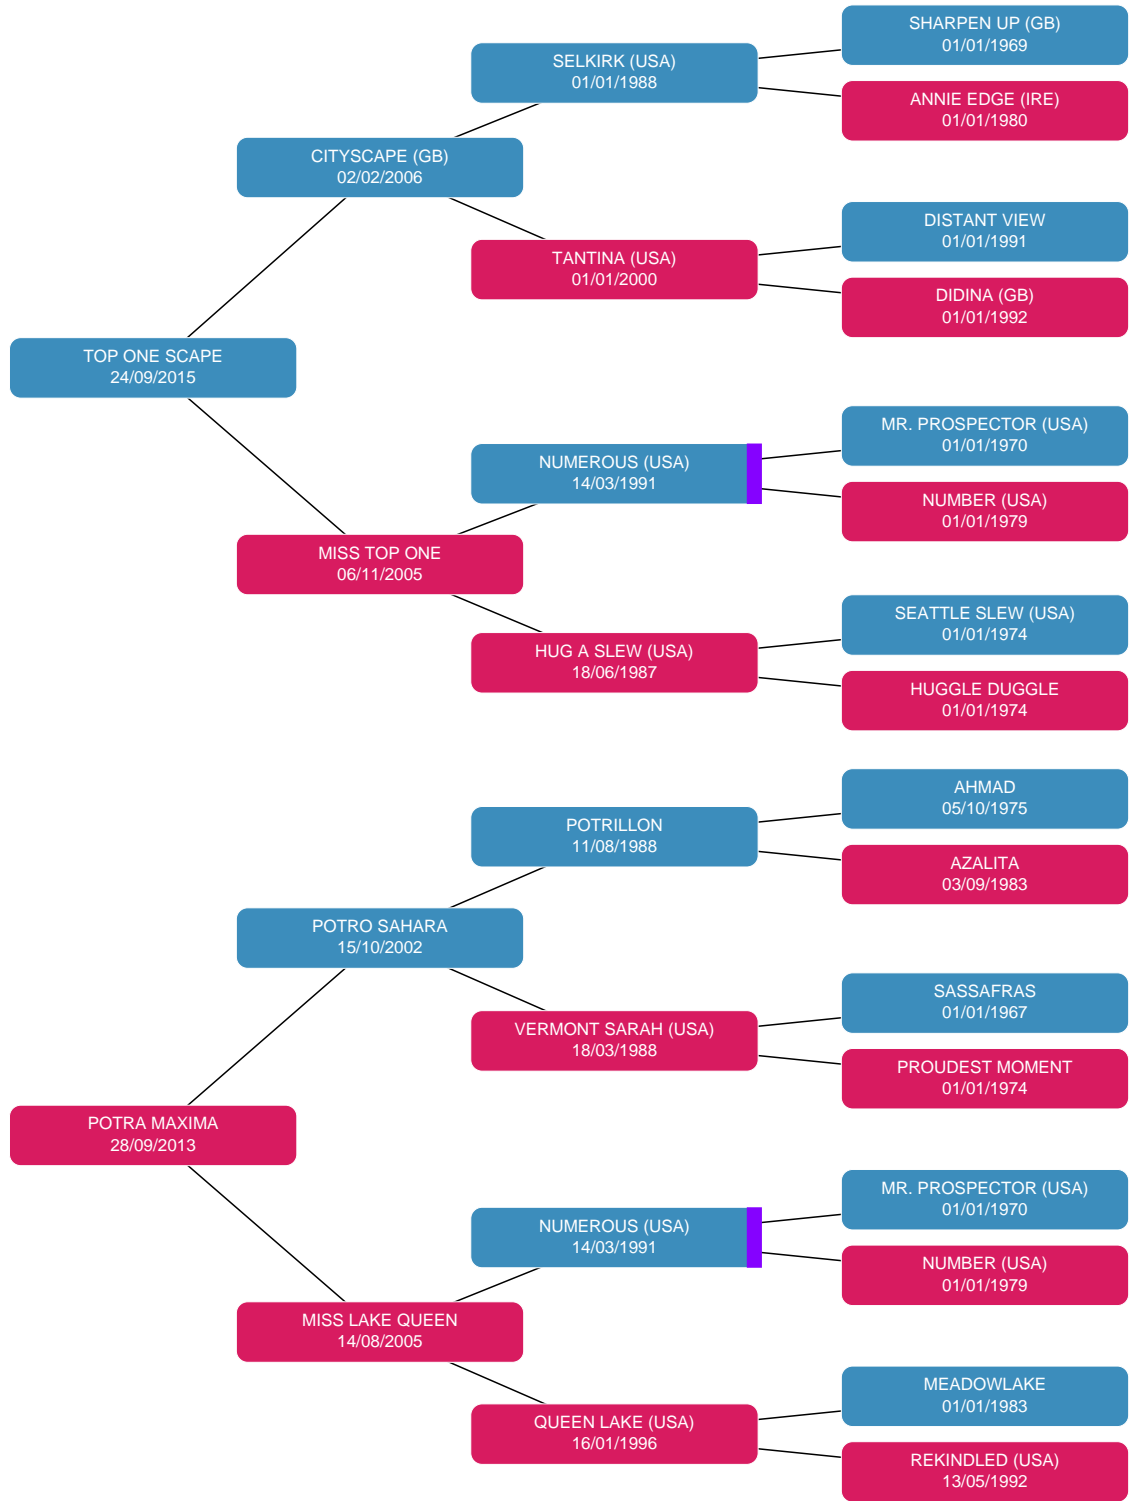 SHARPEN UP (GB)
01/01/1969
SELKIRK (USA)
01/01/1988
ANNIE EDGE (IRE)
01/01/1980
CITYSCAPE (GB)
02/02/2006
DISTANT VIEW
01/01/1991
TANTINA (USA)
01/01/2000
DIDINA (GB)
01/01/1992
TOP ONE SCAPE
24/09/2015
MR. PROSPECTOR (USA)
01/01/1970
NUMEROUS (USA)
14/03/1991
NUMBER (USA)
01/01/1979
MISS TOP ONE
06/11/2005
SEATTLE SLEW (USA)
01/01/1974
HUG A SLEW (USA)
18/06/1987
HUGGLE DUGGLE
01/01/1974
AHMAD
05/10/1975
POTRILLON
11/08/1988
AZALITA
03/09/1983
POTRO SAHARA
15/10/2002
SASSAFRAS
01/01/1967
VERMONT SARAH (USA)
18/03/1988
PROUDEST MOMENT
01/01/1974
POTRA MAXIMA
28/09/2013
MR. PROSPECTOR (USA)
01/01/1970
NUMEROUS (USA)
14/03/1991
NUMBER (USA)
01/01/1979
MISS LAKE QUEEN
14/08/2005
MEADOWLAKE
01/01/1983
QUEEN LAKE (USA)
16/01/1996
REKINDLED (USA)
13/05/1992